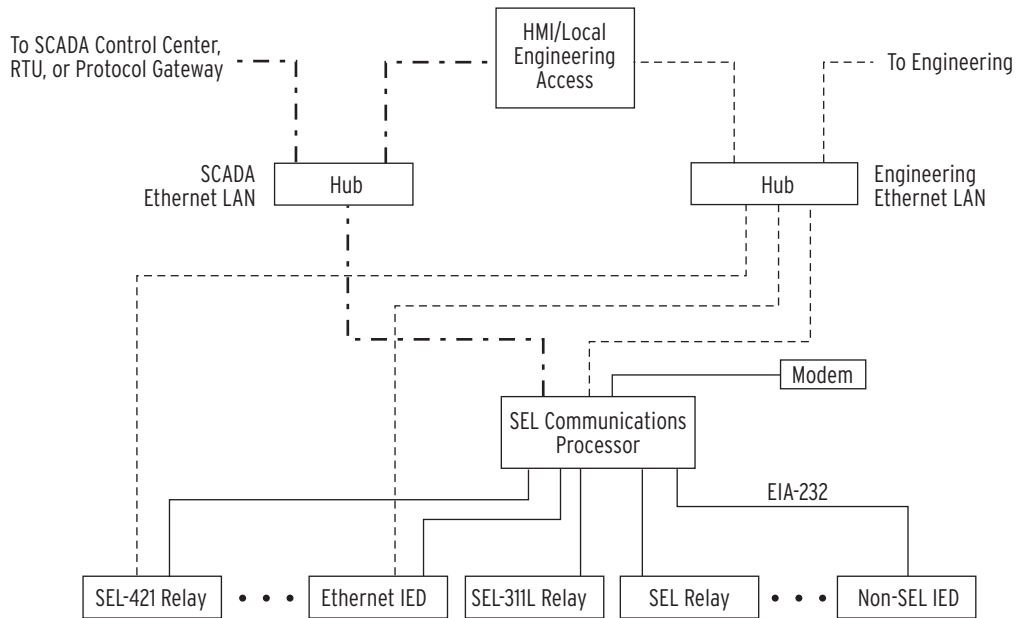 To SCADA Control Center,
RTU, or Protocol Gateway
HMI/Local
Engineering
Access
To Engineering
SCADA
Ethernet LAN
Hub
Hub
Engineering
Ethernet LAN
Modem
SEL Communications
Processor
EIA-232
SEL-421 Relay
Ethernet IED
SEL-311L Relay
SEL Relay
Non-SEL IED